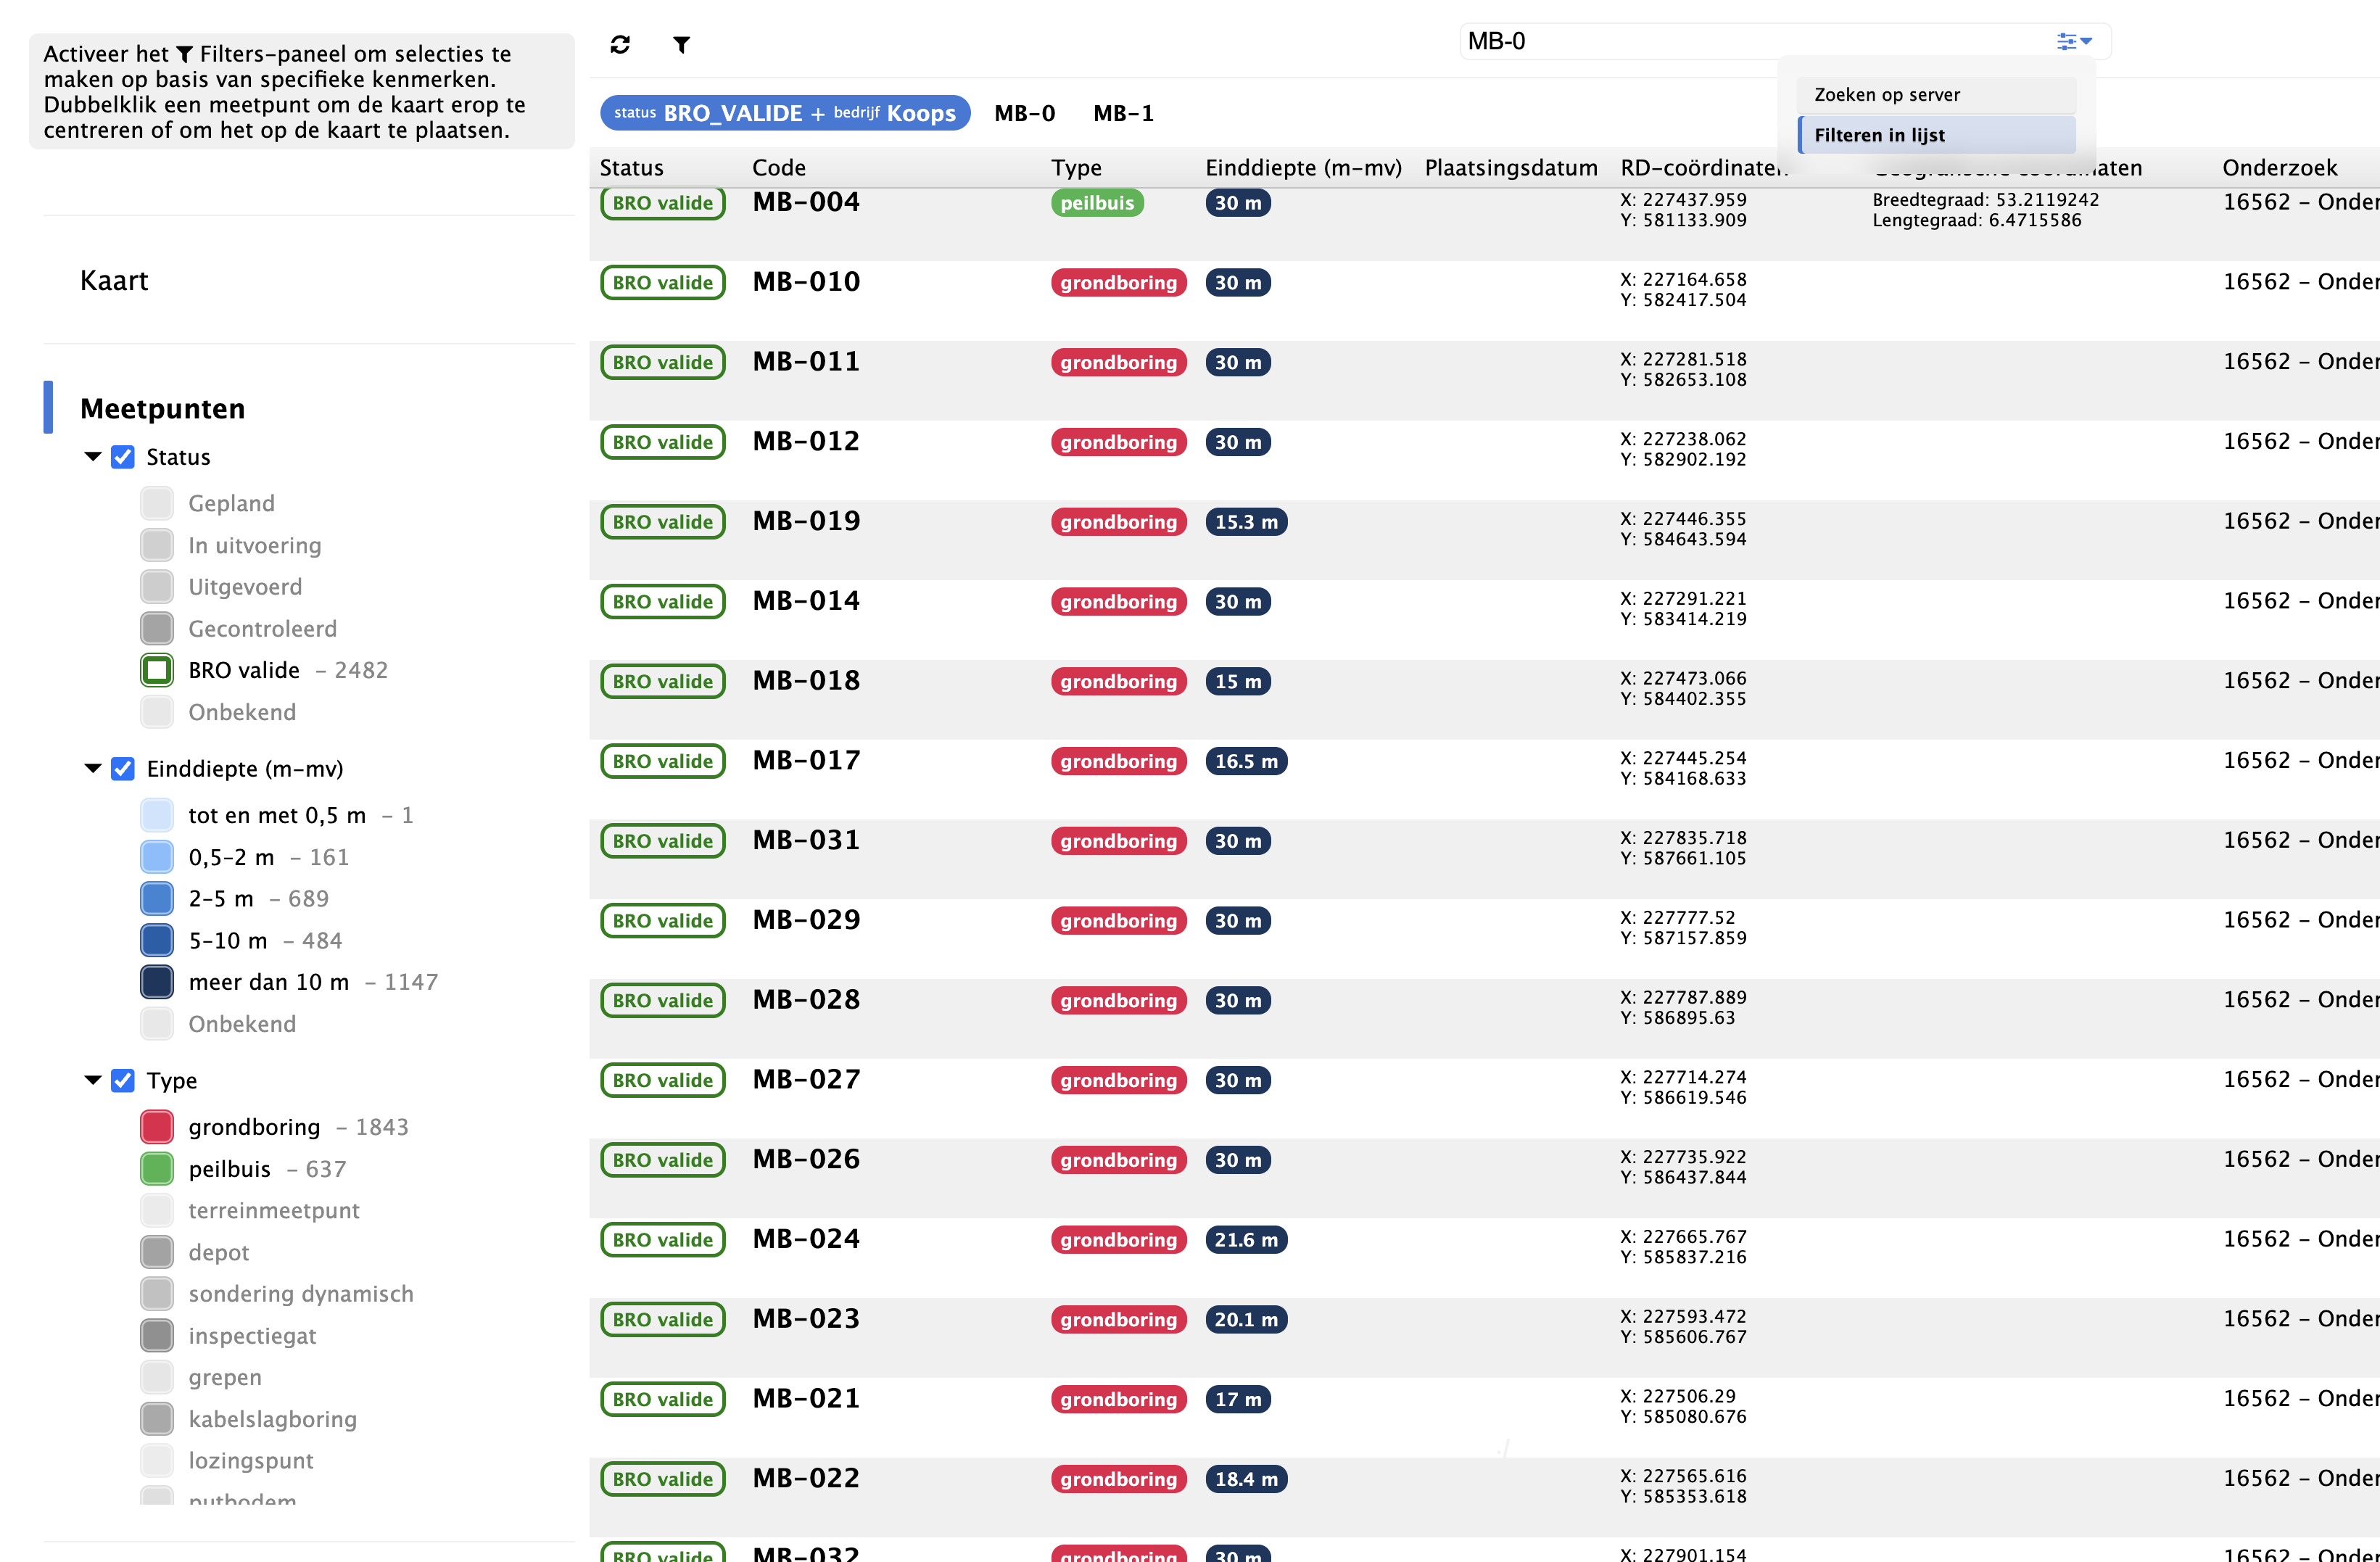 Activeer het Filters-paneel om selecties te
maken op basis van specifieke kenmerken.
Dubbelklik een meetpunt om de kaart erop te
centreren of om het op de kaart te plaatsen.
Kaart
Meetpunten
Status
Gepland
In uitvoering
Uitgevoerd
Gecontroleerd
BRO valide – 2482
Onbekend
Einddiepte (m-mv)
tot en met 0,5 m – 1
0,5-2 m – 161
2-5 m – 689
5-10 m – 484
meer dan 10 m – 1147
Onbekend
Type
grondboring – 1843
peilbuis – 637
terreinmeetpunt
depot
sondering dynamisch
inspectiegat
grepen
kabelslagboring
lozingspunt
putbodem
MB-0
Zoeken op server
Filteren in lijst
status BRO_VALIDE + bedrijf Koops MB-0 MB-1
Status Code Type Einddiepte (m-mv) Plaatsingsdatum RD-coördinaten Onderzoek
BRO valide MB-004 peilbuis 30 m X: 227437.959 Breedtegraad: 53.2119242 16562 – Onder
Y: 581133.909 Lengtegraad: 6.4715586
BRO valide MB-010 grondboring 30 m X: 227164.658 16562 – Onder
Y: 582417.504
BRO valide MB-011 grondboring 30 m X: 227281.518 16562 – Onder
Y: 582653.108
BRO valide MB-012 grondboring 30 m X: 227238.062 16562 – Onder
Y: 582902.192
BRO valide MB-019 grondboring 15.3 m X: 227446.355 16562 – Onder
Y: 584643.594
BRO valide MB-014 grondboring 30 m X: 227291.221 16562 – Onder
Y: 583414.219
BRO valide MB-018 grondboring 15 m X: 227473.066 16562 – Onder
Y: 584402.355
BRO valide MB-017 grondboring 16.5 m X: 227445.254 16562 – Onder
Y: 584168.633
BRO valide MB-031 grondboring 30 m X: 227835.718 16562 – Onder
Y: 587661.105
BRO valide MB-029 grondboring 30 m X: 227777.52 16562 – Onder
Y: 587157.859
BRO valide MB-028 grondboring 30 m X: 227787.889 16562 – Onder
Y: 586895.63
BRO valide MB-027 grondboring 30 m X: 227714.274 16562 – Onder
Y: 586619.546
BRO valide MB-026 grondboring 30 m X: 227735.922 16562 – Onder
Y: 586437.844
BRO valide MB-024 grondboring 21.6 m X: 227665.767 16562 – Onder
Y: 585837.216
BRO valide MB-023 grondboring 20.1 m X: 227593.472 16562 – Onder
Y: 585606.767
BRO valide MB-021 grondboring 17 m X: 227506.29 16562 – Onder
Y: 585080.676
BRO valide MB-022 grondboring 18.4 m X: 227565.616 16562 – Onder
Y: 585353.618
BRO valide MB-032 grondboring 30 m X: 227901.154 16562 – Onder